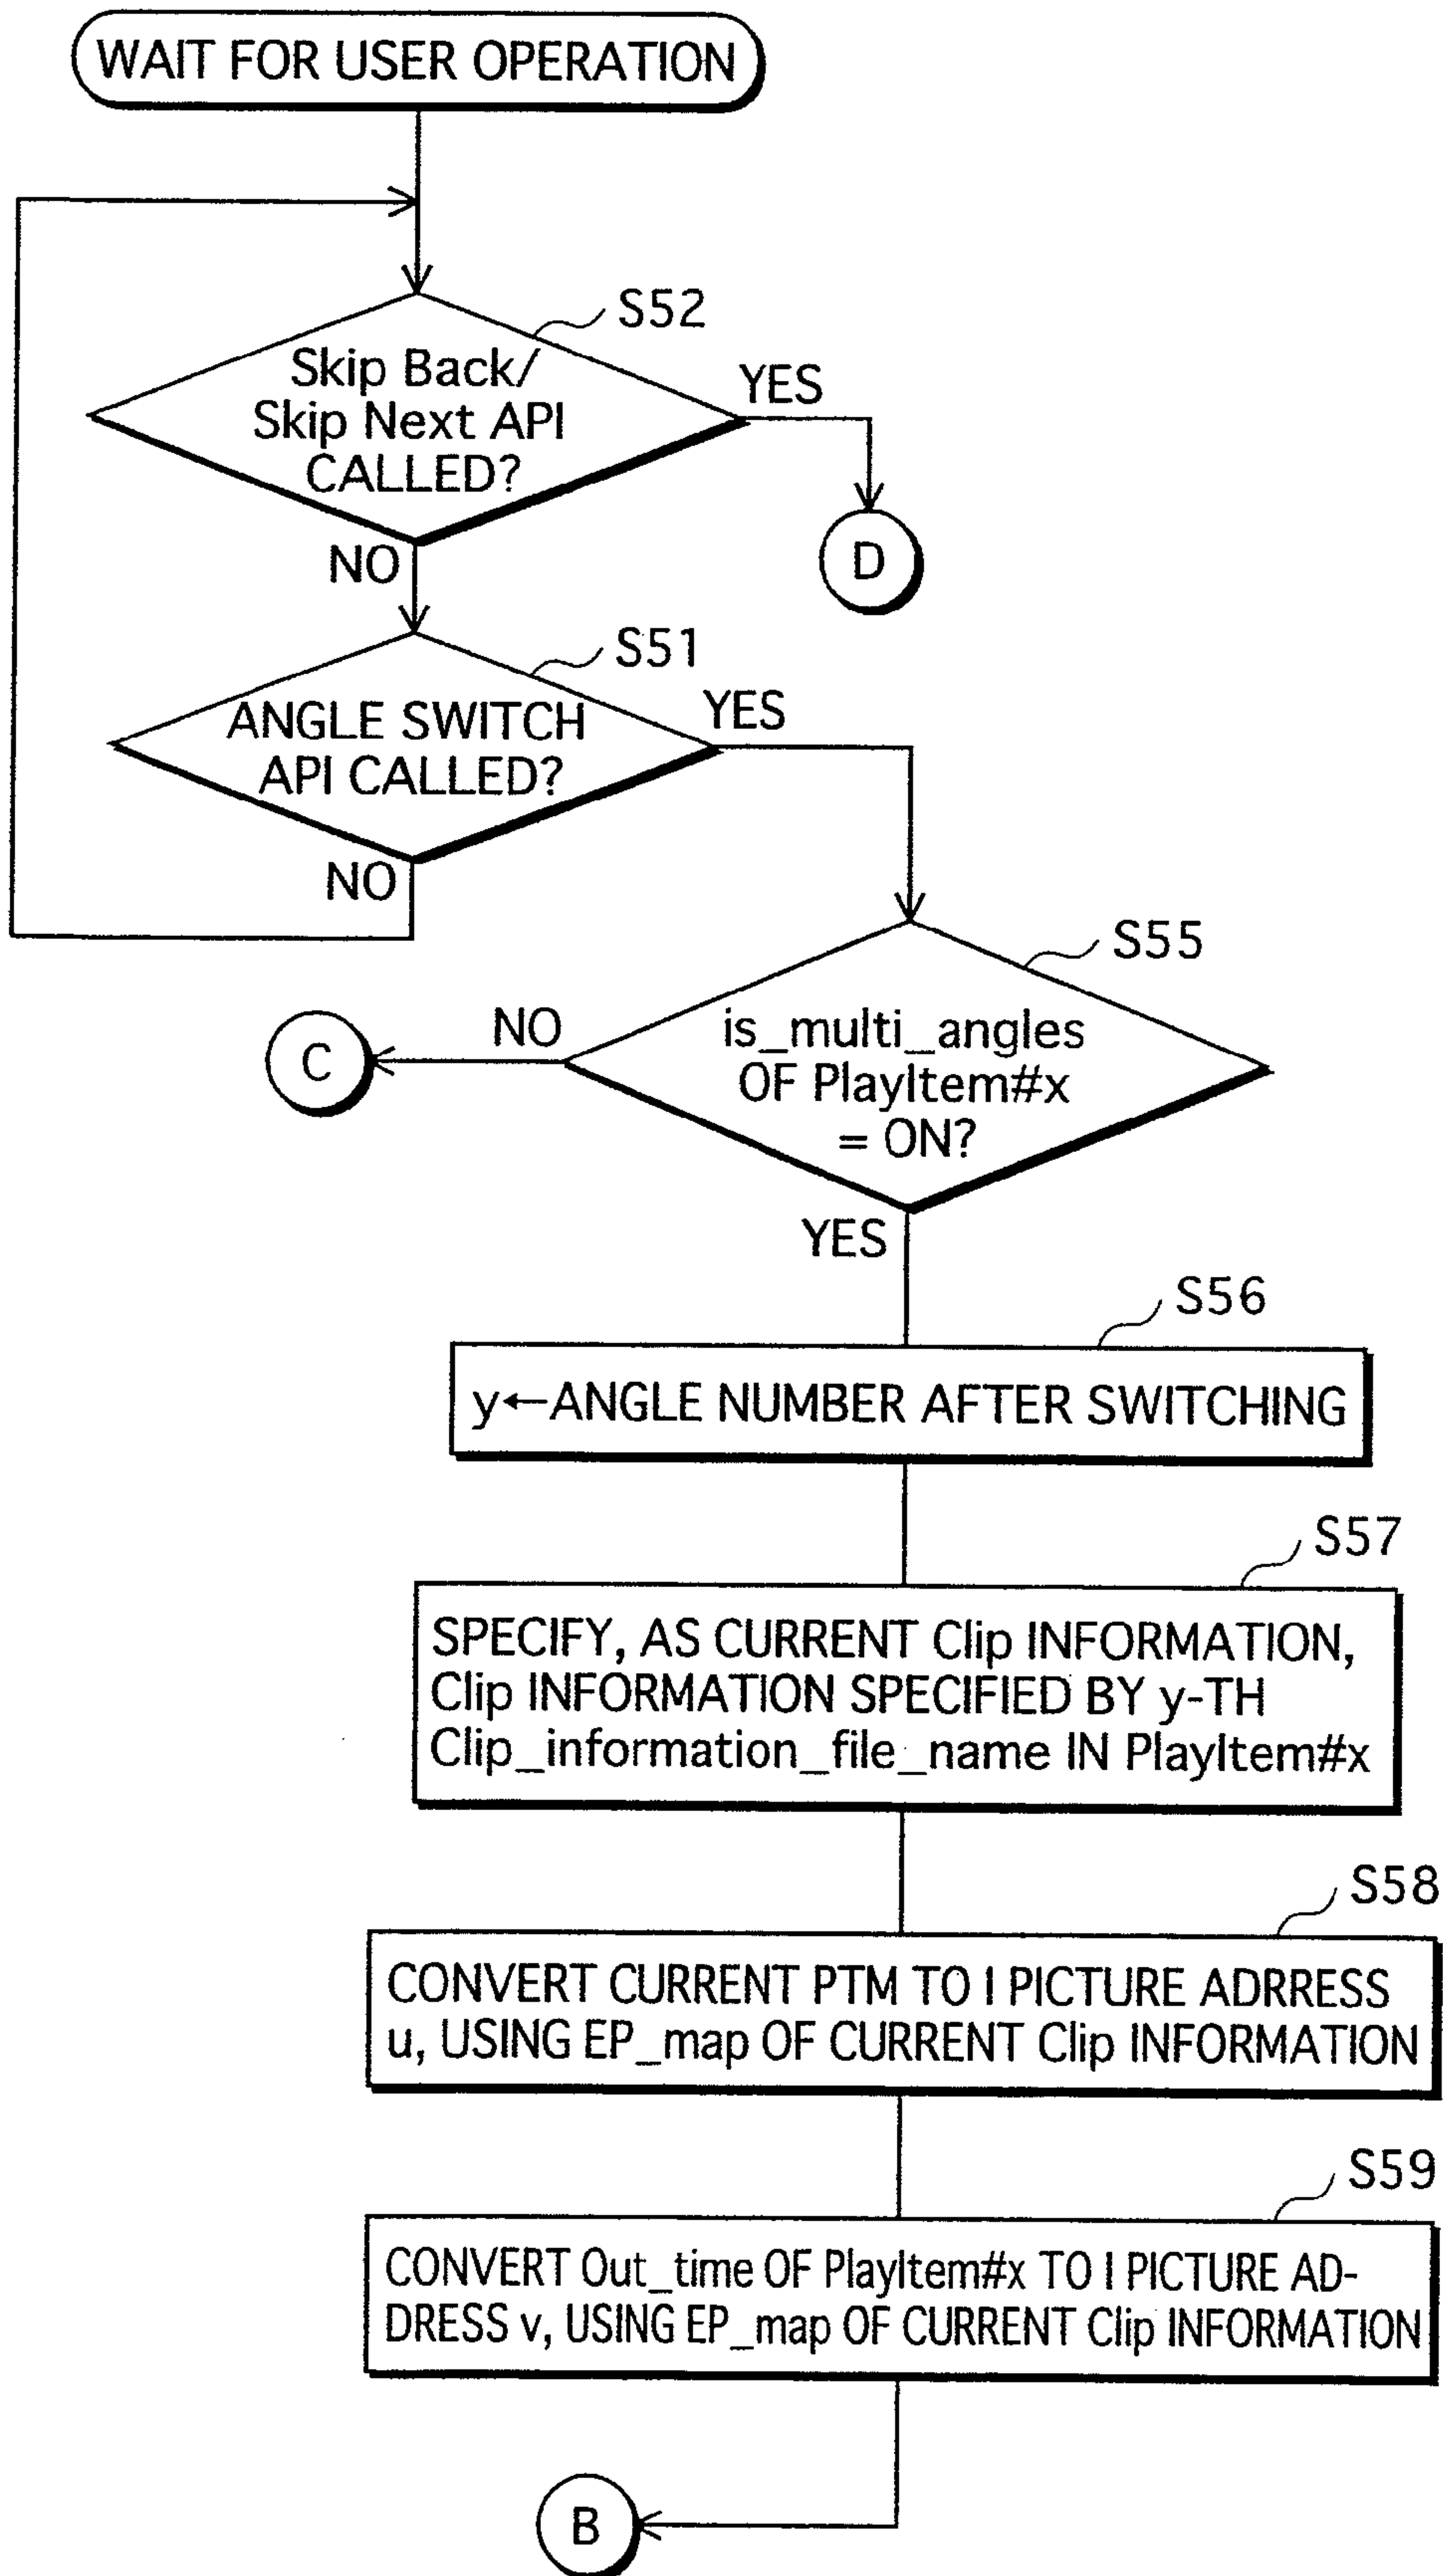 WAIT FOR USER OPERATION
S52
Skip Back/
Skip Next API
CALLED?
YES
D
NO
S51
ANGLE SWITCH
API CALLED?
YES
NO
S55
is_multi_angles
OF PlayItem#x
= ON?
NO
C
YES
S56
y←ANGLE NUMBER AFTER SWITCHING
S57
SPECIFY, AS CURRENT Clip INFORMATION,
Clip INFORMATION SPECIFIED BY y-TH
Clip_information_file_name IN PlayItem#x
S58
CONVERT CURRENT PTM TO I PICTURE ADRRESS
u, USING EP_map OF CURRENT Clip INFORMATION
S59
CONVERT Out_time OF PlayItem#x TO I PICTURE AD-
DRESS v, USING EP_map OF CURRENT Clip INFORMATION
B